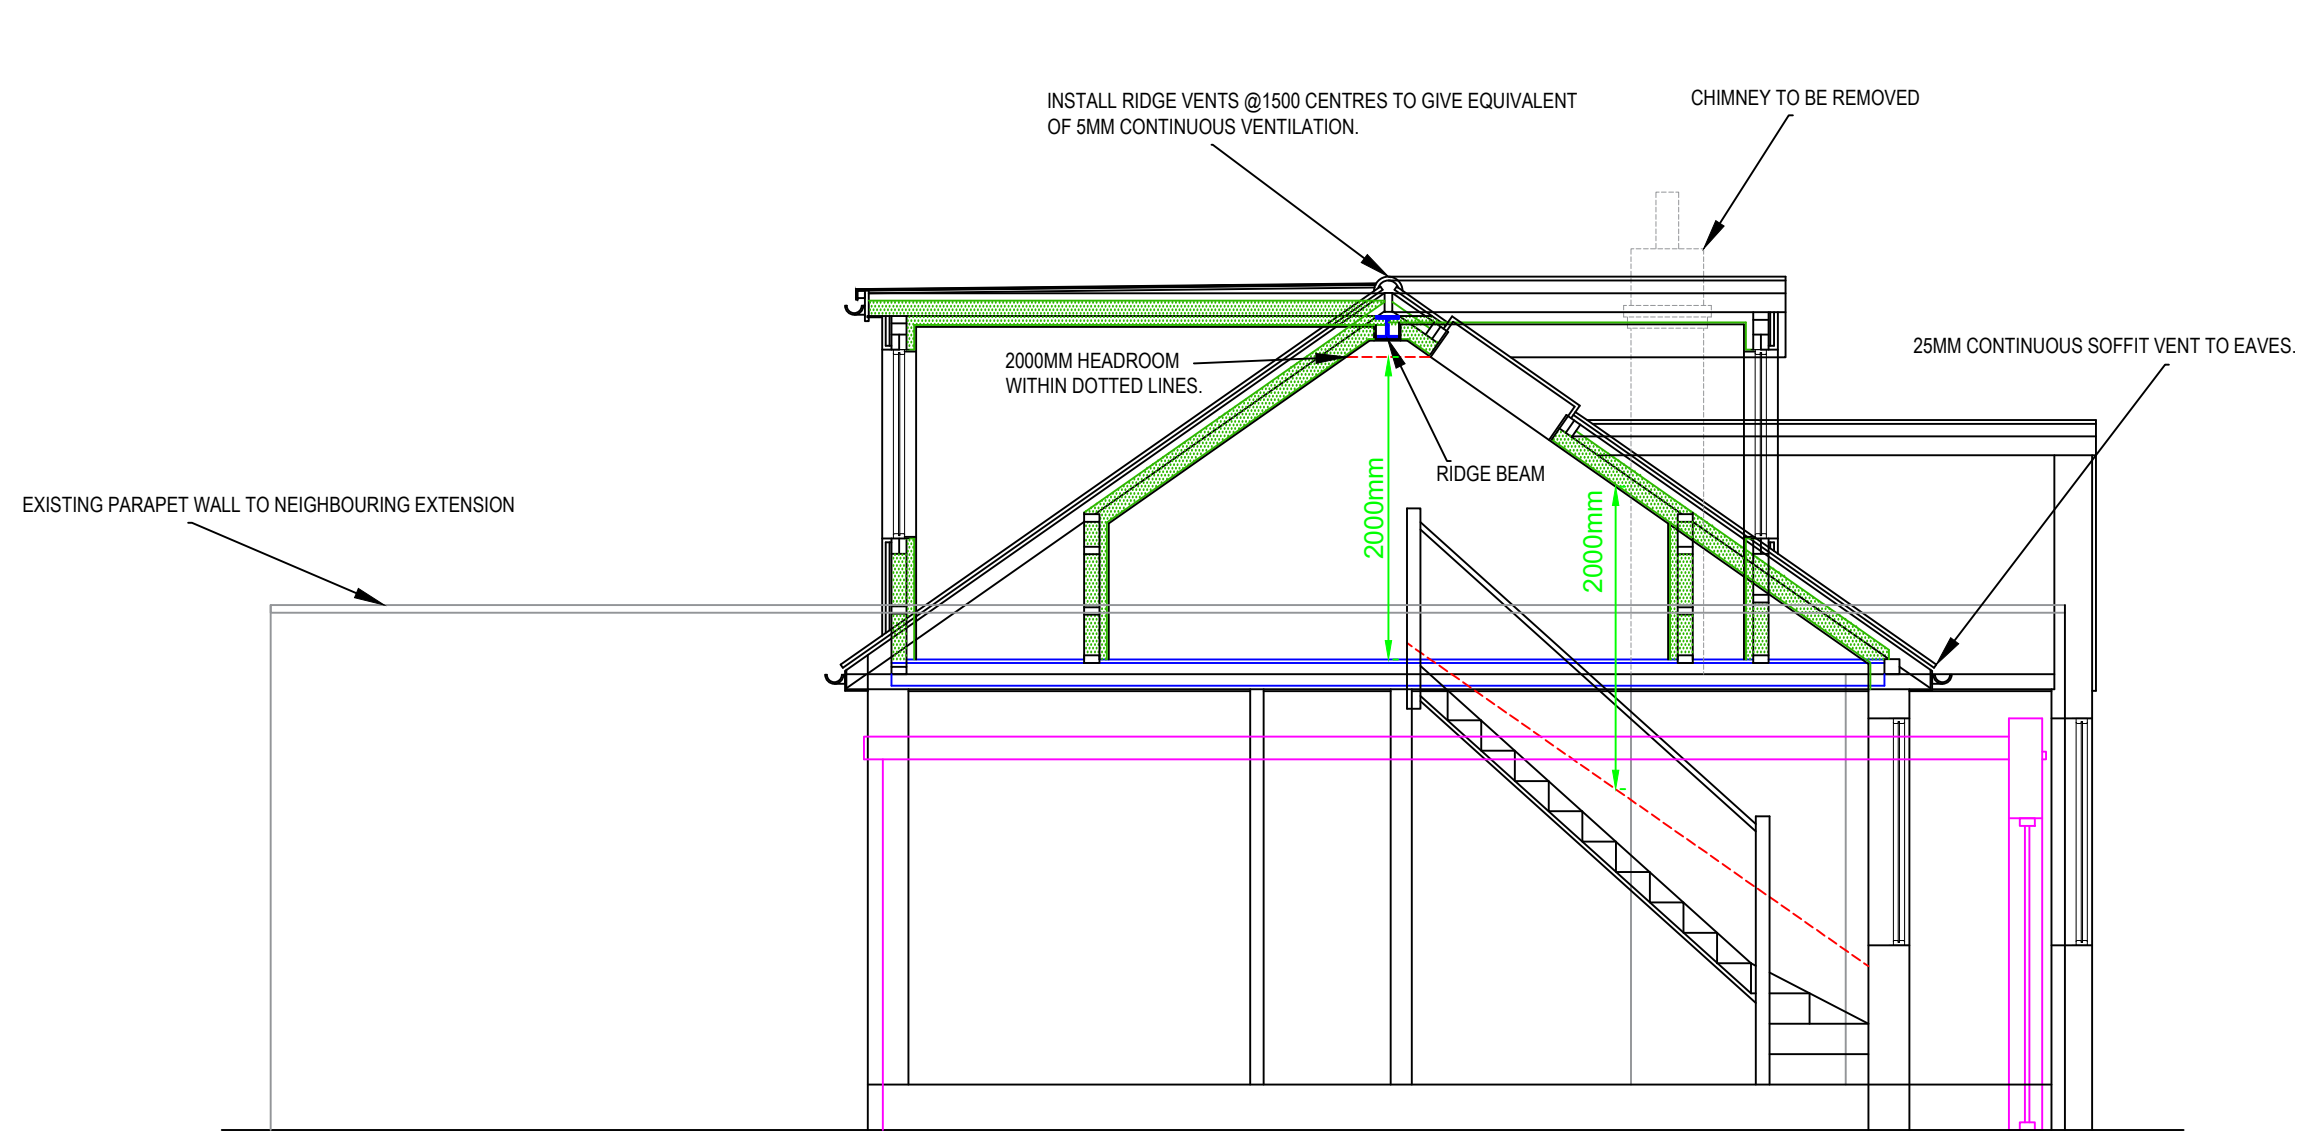 INSTALL RIDGE VENTS @1500 CENTRES TO GIVE EQUIVALENT
OF 5MM CONTINUOUS VENTILATION.
CHIMNEY TO BE REMOVED
2000MM HEADROOM
WITHIN DOTTED LINES.
25MM CONTINUOUS SOFFIT VENT TO EAVES.
RIDGE BEAM
EXISTING PARAPET WALL TO NEIGHBOURING EXTENSION
2000mm
2000mm